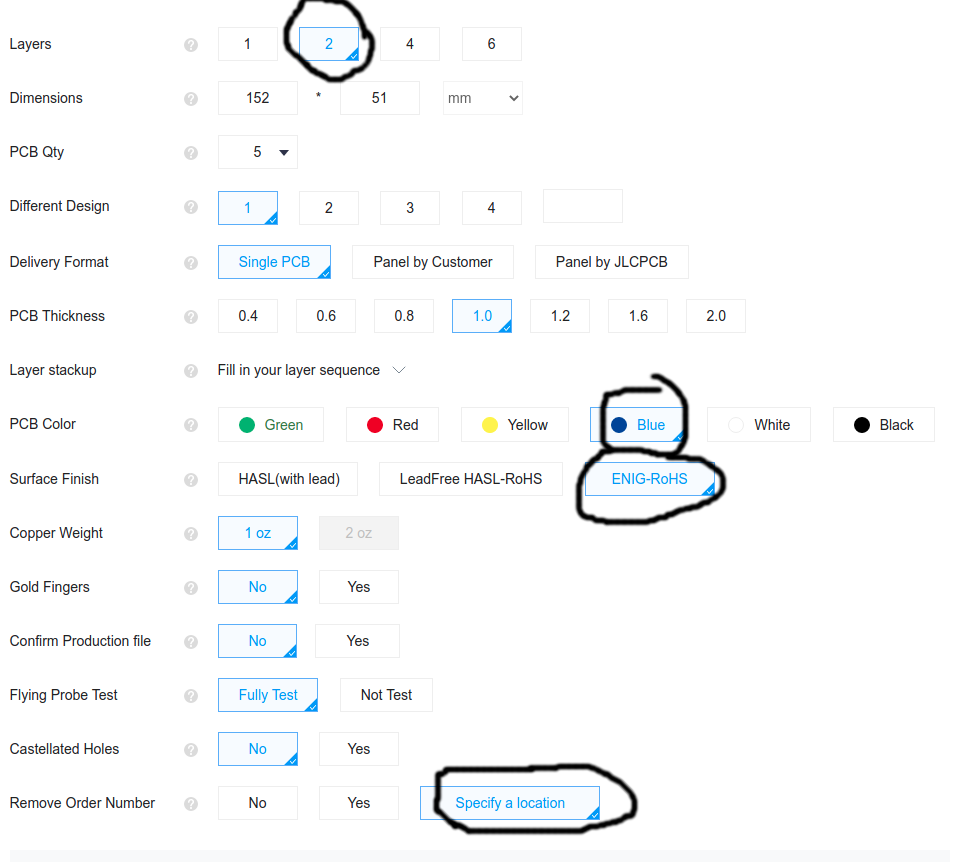 Layers ? 1 2 4 6
Dimensions ? 152 * 51 mm
PCB Qty ? 5
Different Design ? 1 2 3 4
Delivery Format ? Single PCB Panel by Customer Panel by JLCPCB
PCB Thickness ? 0.4 0.6 0.8 1.0 1.2 1.6 2.0
Layer stackup ? Fill in your layer sequence
PCB Color ? Green Red Yellow Blue White Black
Surface Finish ? HASL(with lead) LeadFree HASL-RoHS ENIG-RoHS
Copper Weight ? 1 oz 2 oz
Gold Fingers ? No Yes
Confirm Production file ? No Yes
Flying Probe Test ? Fully Test Not Test
Castellated Holes ? No Yes
Remove Order Number ? No Yes Specify a location